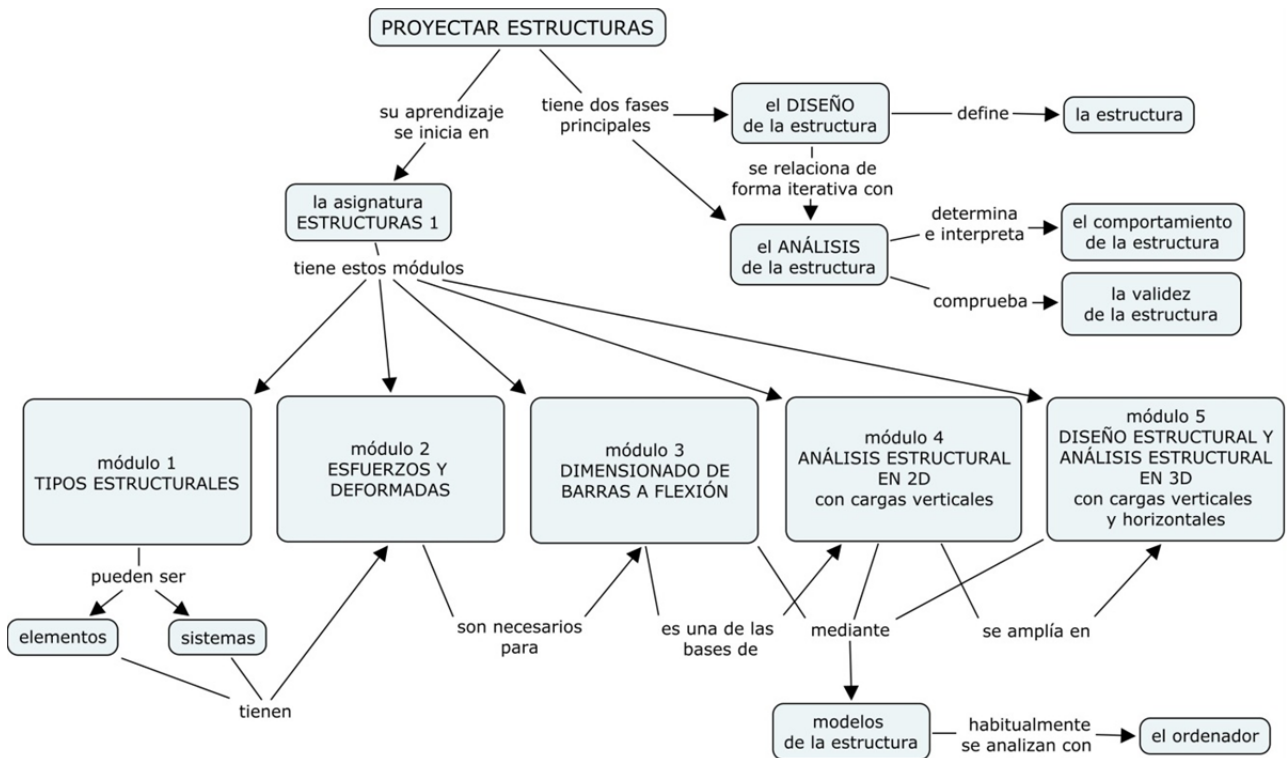 PROYECTAR ESTRUCTURAS
su aprendizaje
se inicia en
tiene dos fases
principales
el DISEÑO
de la estructura
define
la estructura
se relaciona de
forma iterativa con
la asignatura
ESTRUCTURAS 1
el ANÁLISIS
de la estructura
determina
e interpreta
el comportamiento
de la estructura
comprueba
la validez
de la estructura
tiene estos módulos
módulo 1
TIPOS ESTRUCTURALES
módulo 2
ESFUERZOS Y
DEFORMADAS
módulo 3
DIMENSIONADO DE
BARRAS A FLEXIÓN
módulo 4
ANÁLISIS ESTRUCTURAL
EN 2D
con cargas verticales
módulo 5
DISEÑO ESTRUCTURAL Y
ANÁLISIS ESTRUCTURAL
EN 3D
con cargas verticales
y horizontales
pueden ser
elementos
sistemas
tienen
son necesarios
para
es una de las
bases de
mediante
se amplía en
modelos
de la estructura
habitualmente
se analizan con
el ordenador